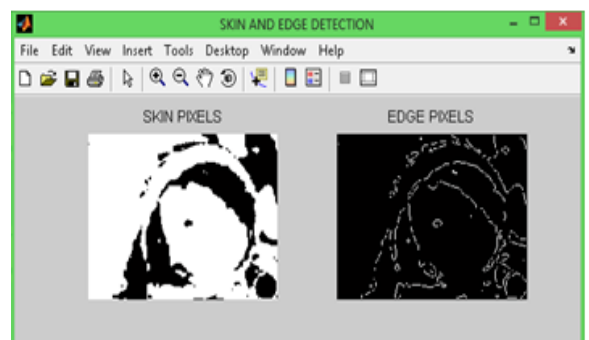 SKIN AND EDGE DETECTION
File Edit View Insert Tools Desktop Window Help
SKIN PIXELS EDGE PIXELS